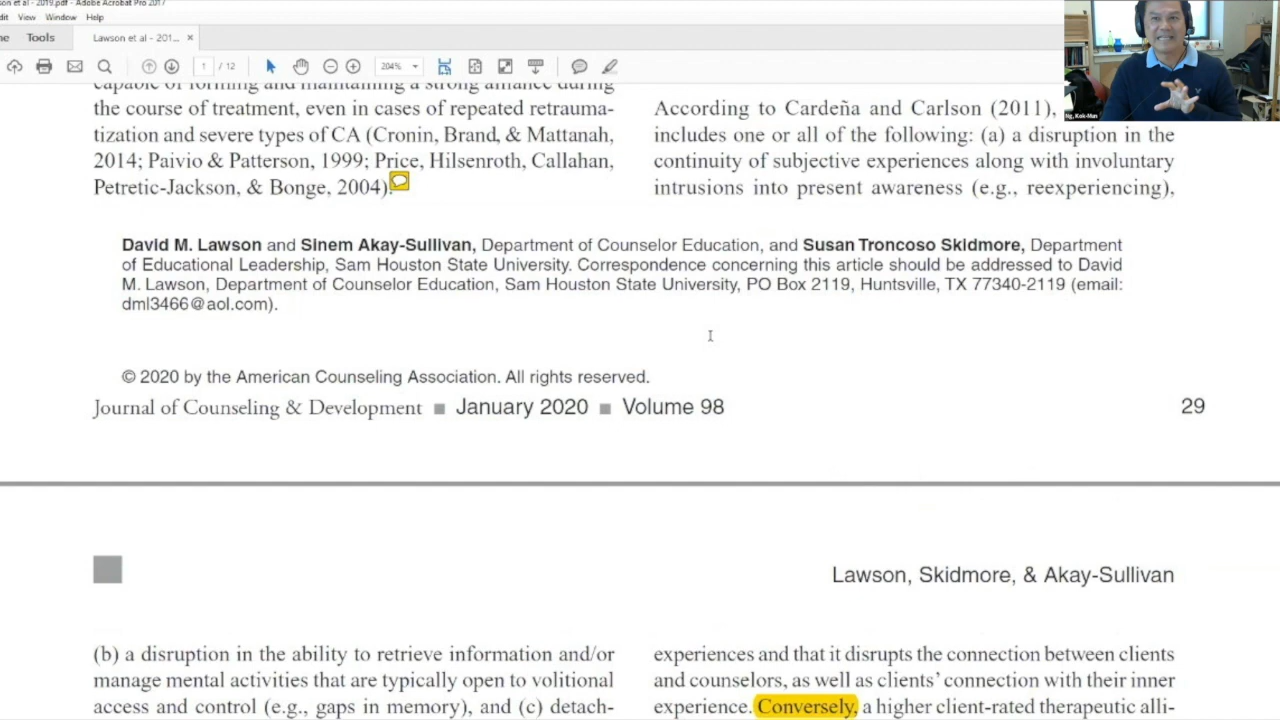 son et al - 2019.pdf - Adobe Acrobat Pro 2017
dit View Window Help
ne Tools Lawson et al - 201... ×
1 / 12 204%
capable of forming and maintaining a strong alliance during
the course of treatment, even in cases of repeated retrauma-
tization and severe types of CA (Cronin, Brand, & Mattanah,
2014; Paivio & Patterson, 1999; Price, Hilsenroth, Callahan,
Petretic-Jackson, & Bonge, 2004).
According to Cardeña and Carlson (2011),
includes one or all of the following: (a) a disruption in the
continuity of subjective experiences along with involuntary
intrusions into present awareness (e.g., reexperiencing),
Ng, Kok-Mun
David M. Lawson and Sinem Akay-Sullivan, Department of Counselor Education, and Susan Troncoso Skidmore, Department
of Educational Leadership, Sam Houston State University. Correspondence concerning this article should be addressed to David
M. Lawson, Department of Counselor Education, Sam Houston State University, PO Box 2119, Huntsville, TX 77340-2119 (email:
dml3466@aol.com).
© 2020 by the American Counseling Association. All rights reserved.
Journal of Counseling & Development ■ January 2020 ■ Volume 98 29
Lawson, Skidmore, & Akay-Sullivan
(b) a disruption in the ability to retrieve information and/or
manage mental activities that are typically open to volitional
access and control (e.g., gaps in memory), and (c) detach-
experiences and that it disrupts the connection between clients
and counselors, as well as clients' connection with their inner
experience. Conversely, a higher client-rated therapeutic alli-